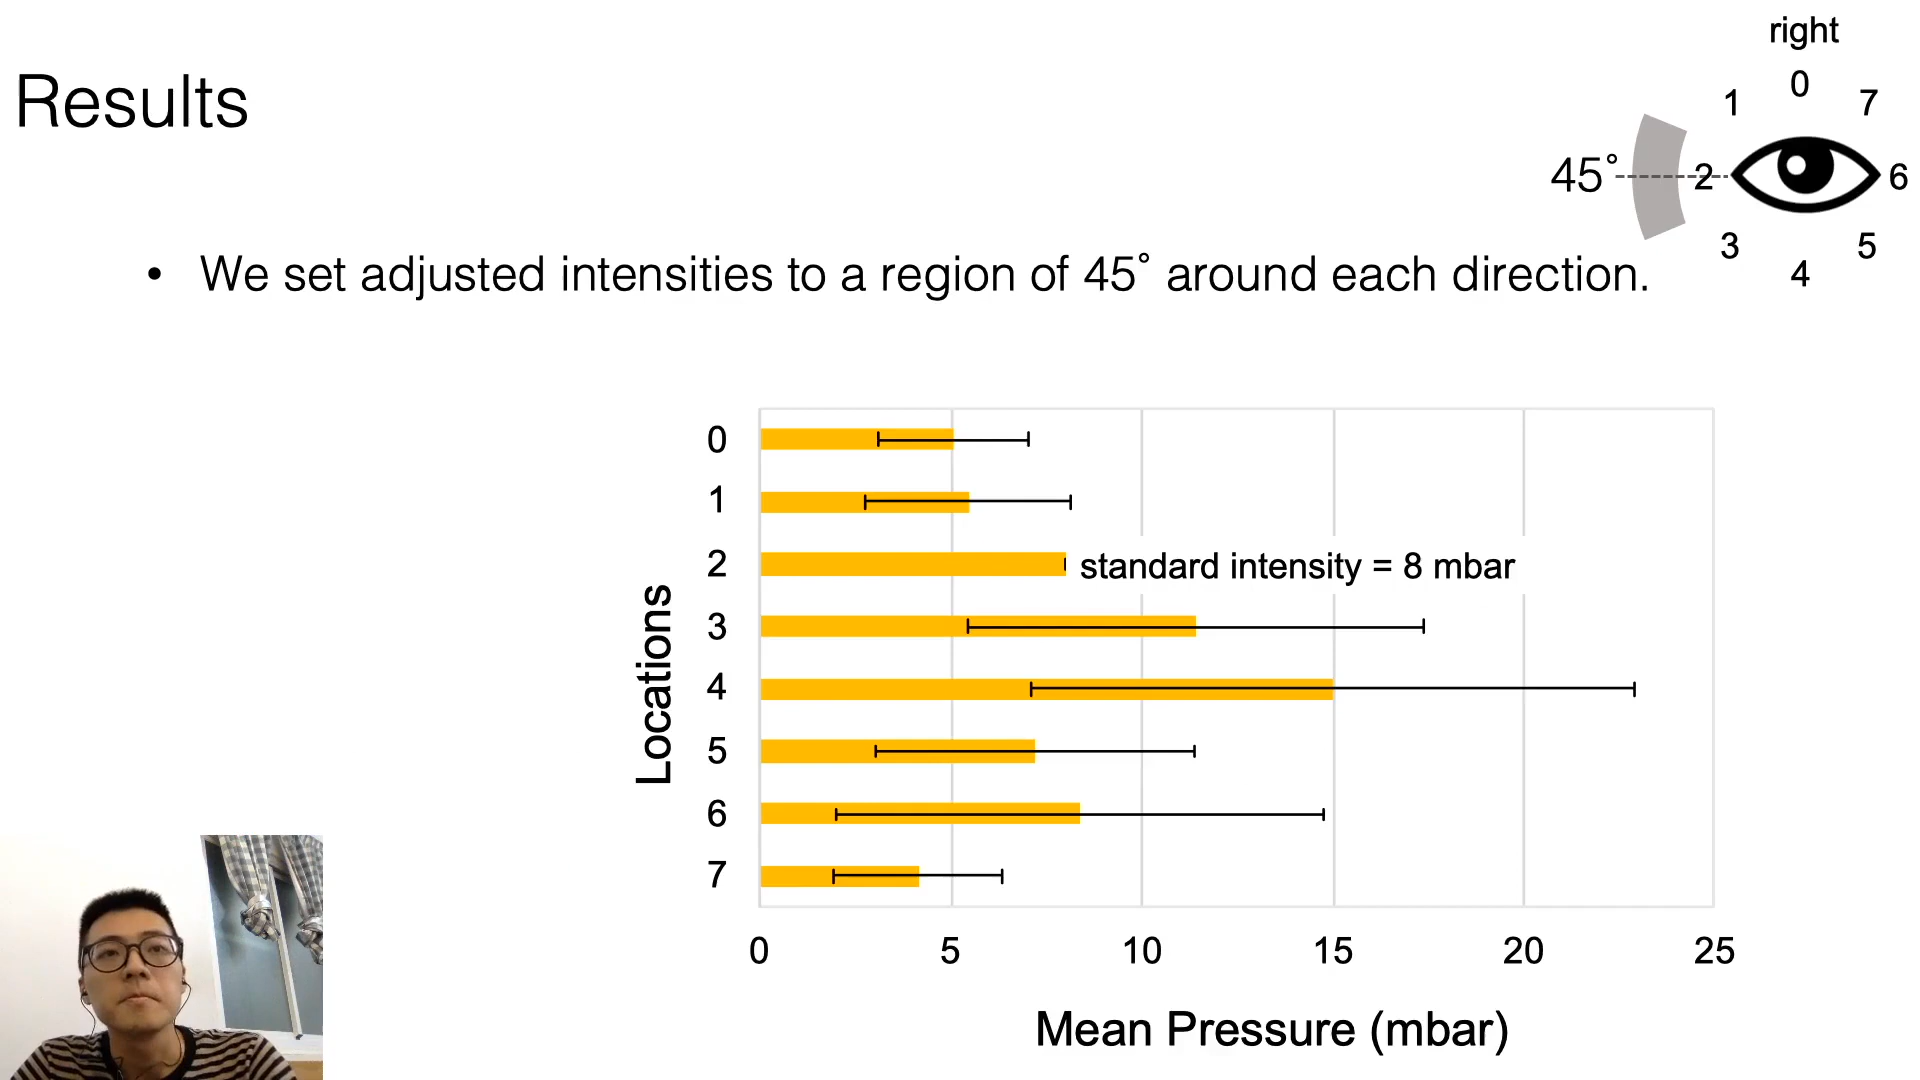 Results
right
0
1
7
45°
2
6
3
5
4
• We set adjusted intensities to a region of 45° around each direction.
Locations
0
1
2
standard intensity = 8 mbar
3
4
5
6
7
0 5 10 15 20 25
Mean Pressure (mbar)